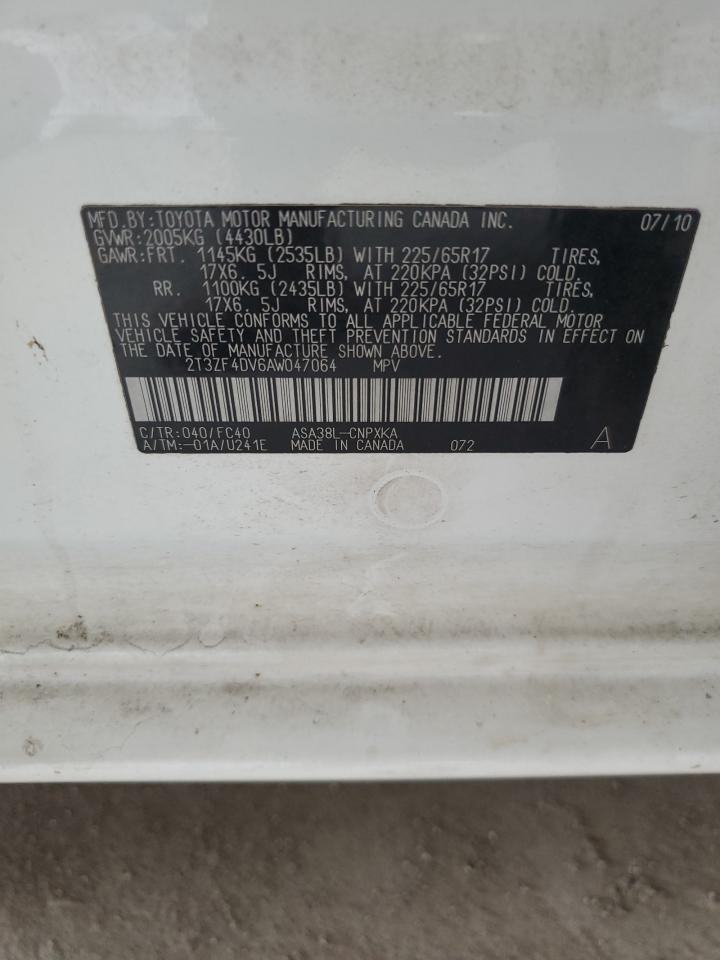 MFD.BY:TOYOTA MOTOR MANUFACTURING CANADA INC. 07/10
GVWR:2005KG (4430LB)
GAWR:FRT. 1145KG (2535LB) WITH 225/65R17 TIRES,
17X6.5J RIMS, AT 220KPA (32PSI) COLD.
RR. 1100KG (2435LB) WITH 225/65R17 TIRES,
17X6.5J RIMS, AT 220KPA (32PSI) COLD.
THIS VEHICLE CONFORMS TO ALL APPLICABLE FEDERAL MOTOR
VEHICLE SAFETY AND THEFT PREVENTION STANDARDS IN EFFECT ON
THE DATE OF MANUFACTURE SHOWN ABOVE.
2T3ZF4DV6AW047064 MPV
C/TR:040/FC40 ASA38L-CNPXKA
A/TM:-01A/U241E MADE IN CANADA 072 A